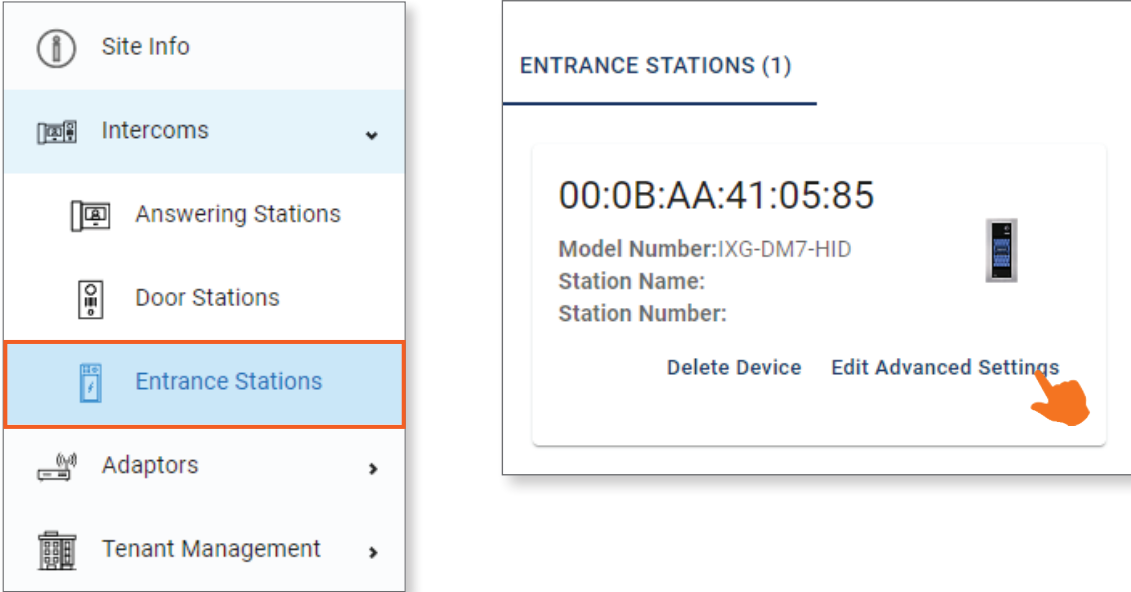 Site Info
Intercoms
Answering Stations
Door Stations
Entrance Stations
Adaptors
Tenant Management
ENTRANCE STATIONS (1)
00:0B:AA:41:05:85
Model Number:IXG-DM7-HID
Station Name:
Station Number:
Delete Device Edit Advanced Settings